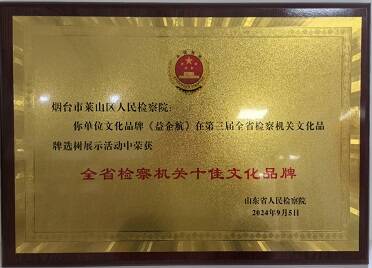 烟台市莱山区人民检察院:
你单位文化品牌《益企航》在第三届全省检察机关文化品
牌选树展示活动中荣获
全省检察机关十佳文化品牌
山东省人民检察院
2024年9月5日